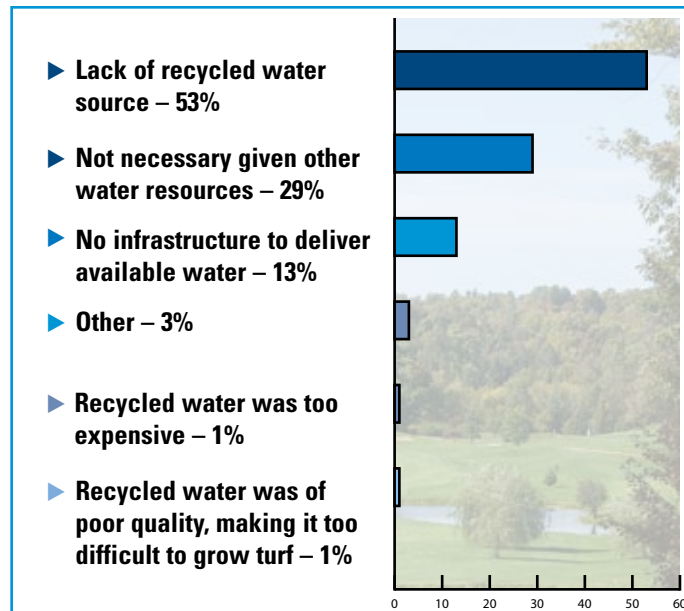 Lack of recycled water
source – 53%
Not necessary given other
water resources – 29%
No infrastructure to deliver
available water – 13%
Other – 3%
Recycled water was too
expensive – 1%
Recycled water was of
poor quality, making it too
difficult to grow turf – 1%
0 10 20 30 40 50 60